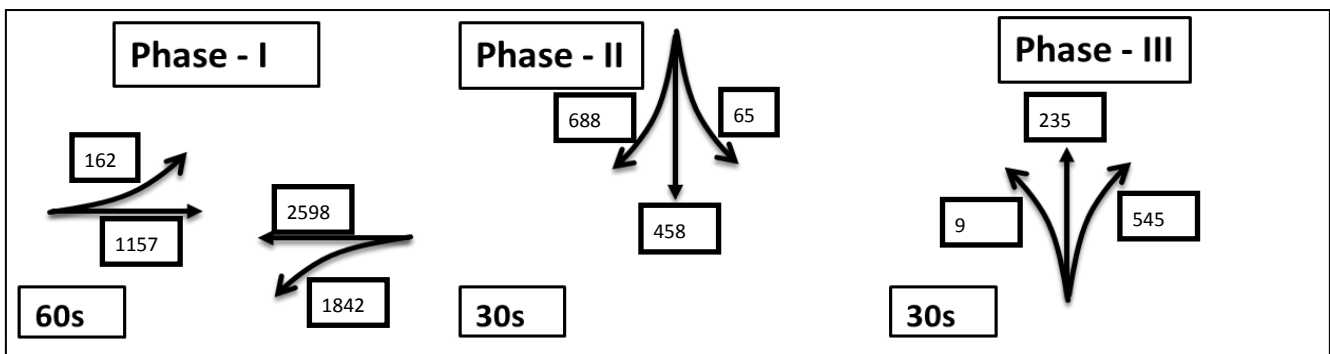 Phase - I
162
1157
2598
1842
60s
Phase - II
688
65
458
30s
Phase - III
235
9
545
30s